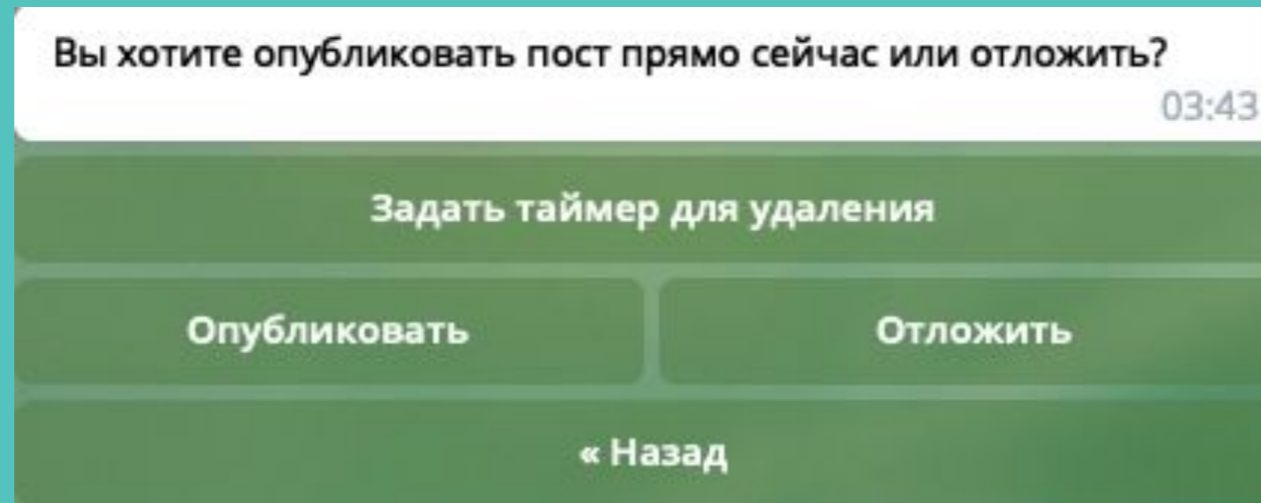 Вы хотите опубликовать пост прямо сейчас или отложить?
03:43
Задать таймер для удаления
Опубликовать
Отложить
« Назад